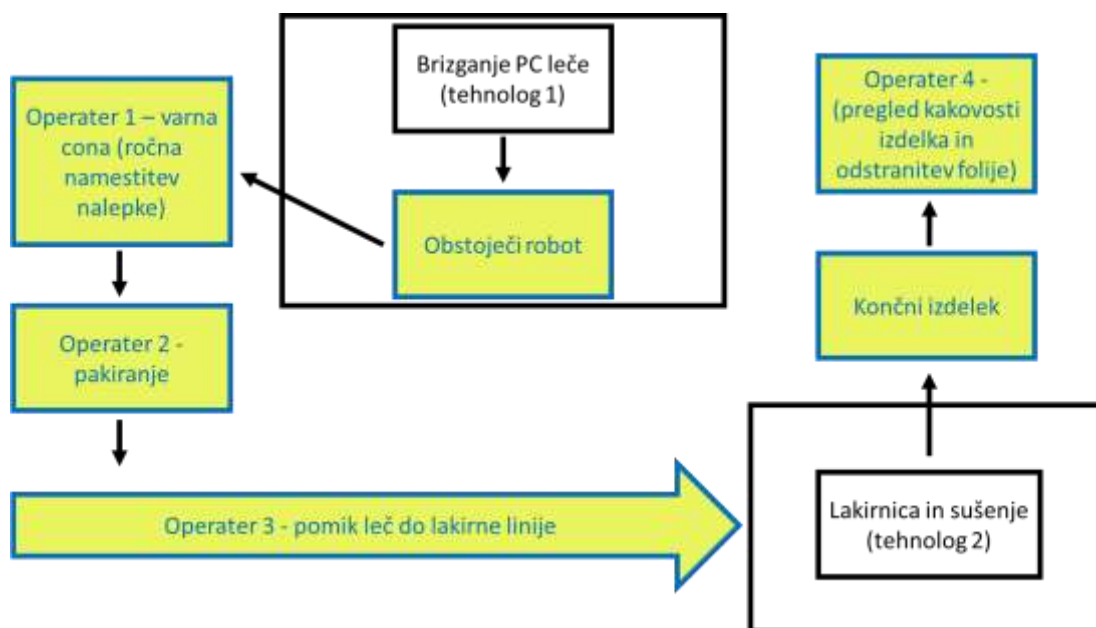 Brizganje PC leče
(tehnolog 1)
Obstoječi robot
Operater 1 – varna
cona (ročna
namestitev
nalepke)
Operater 2 -
pakiranje
Operater 3 - pomik leč do lakirne linije
Lakirnica in sušenje
(tehnolog 2)
Končni izdelek
Operater 4 -
(pregled kakovosti
izdelka in
odstranitev folije)